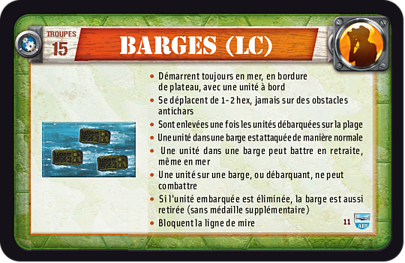 TROUPES
15
BARGES (LC)
• Démarrent toujours en mer, en bordure
de plateau, avec une unité à bord
• Se déplacent de 1-2 hex, jamais sur des obstacles
antichars
• Sont enlevées une fois les unités débarquées sur la plage
• Une unité dans une barge est attaquée de manière normale
• Une unité dans une barge peut battre en retraite,
même en mer
• Une unité sur une barge, ou débarquant, ne peut
combattre
• Si l'unité embarquée est éliminée, la barge est aussi
retirée (sans médaille supplémentaire)
• Bloquent la ligne de mire
11